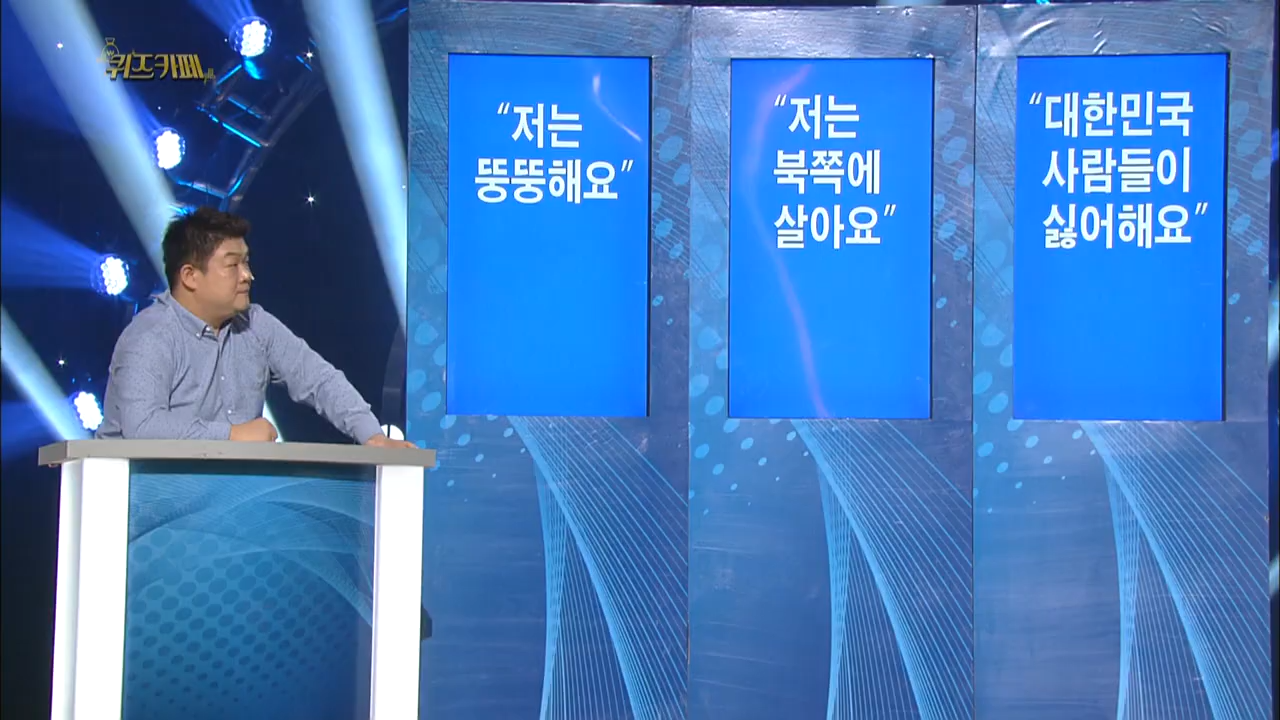 퀴즈카페
“저는
뚱뚱해요”
“저는
북쪽에
살아요”
“대한민국
사람들이
싫어해요”